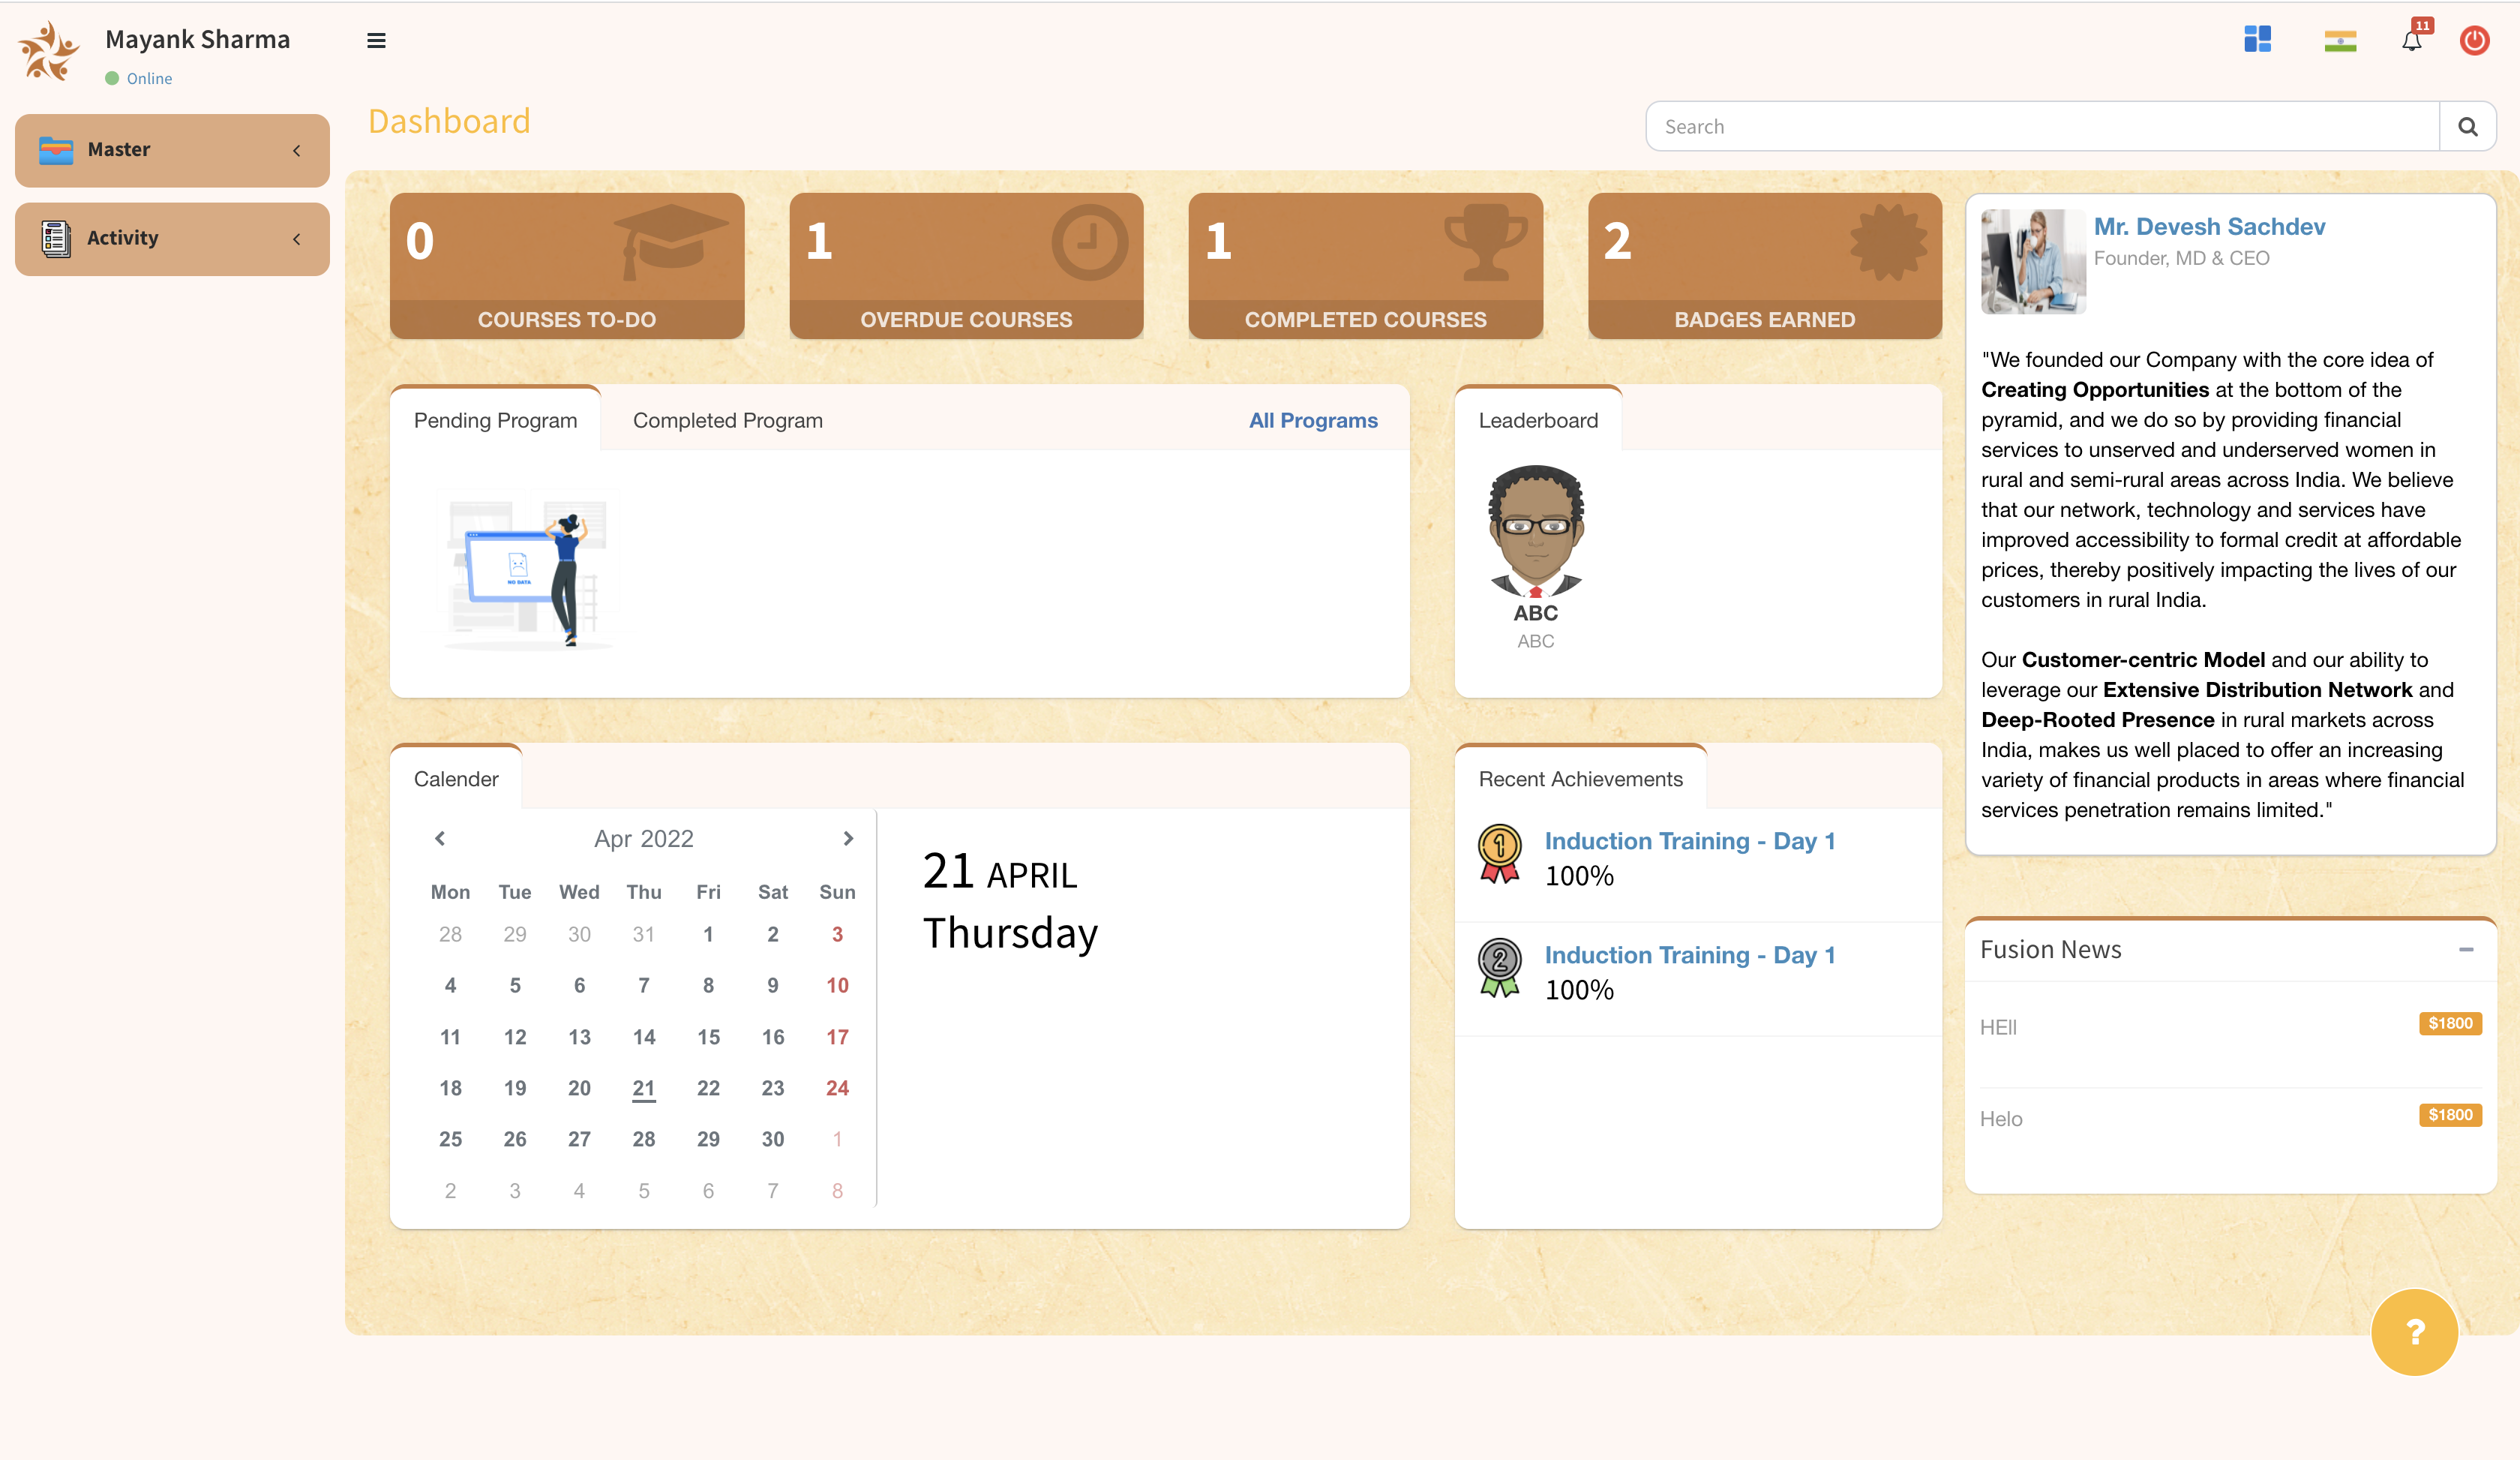 Mayank Sharma
Online
11
Master
Activity
Dashboard
Search
0
COURSES TO-DO
1
OVERDUE COURSES
1
COMPLETED COURSES
2
BADGES EARNED
Pending Program
Completed Program
All Programs
NO DATA
Leaderboard
ABC
ABC
Calender
Apr 2022
Mon Tue Wed Thu Fri Sat Sun
28 29 30 31 1 2 3
4 5 6 7 8 9 10
11 12 13 14 15 16 17
18 19 20 21 22 23 24
25 26 27 28 29 30 1
2 3 4 5 6 7 8
21 APRIL
Thursday
Recent Achievements
1
Induction Training - Day 1
100%
2
Induction Training - Day 1
100%
Mr. Devesh Sachdev
Founder, MD & CEO
"We founded our Company with the core idea of
Creating Opportunities at the bottom of the
pyramid, and we do so by providing financial
services to unserved and underserved women in
rural and semi-rural areas across India. We believe
that our network, technology and services have
improved accessibility to formal credit at affordable
prices, thereby positively impacting the lives of our
customers in rural India.
Our Customer-centric Model and our ability to
leverage our Extensive Distribution Network and
Deep-Rooted Presence in rural markets across
India, makes us well placed to offer an increasing
variety of financial products in areas where financial
services penetration remains limited."
Fusion News
HEll
$1800
Helo
$1800
?